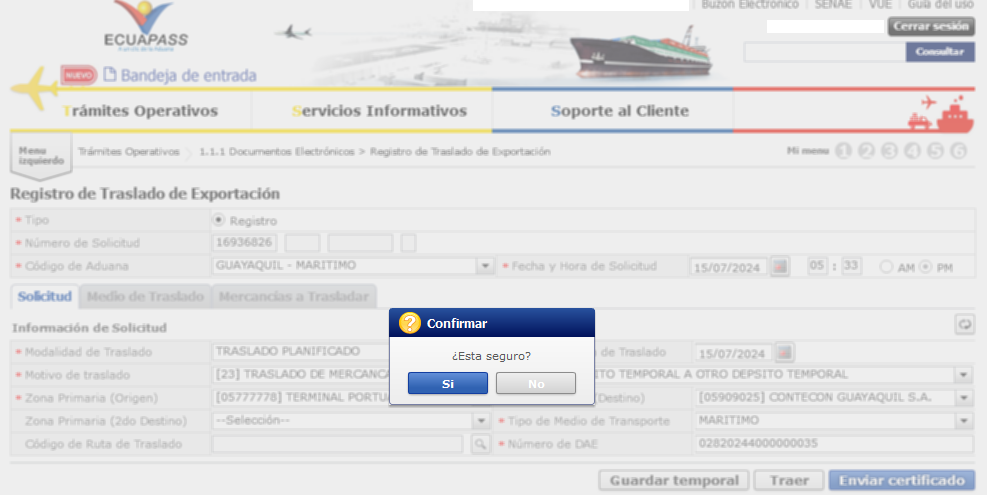 Buzón Electrónico | SENAE | VUE | Guía del uso
ECUAPASS
Cerrar sesión
Consultar
NUEVO Bandeja de entrada
Trámites Operativos Servicios Informativos Soporte al Cliente
Menu izquierdo
Trámites Operativos 1.1.1 Documentos Electrónicos > Registro de Traslado de Exportación
Mi menu 1 2 3 4 5 6
Registro de Traslado de Exportación
* Tipo Registro
* Número de Solicitud 16936826
* Código de Aduana GUAYAQUIL - MARITIMO * Fecha y Hora de Solicitud 15/07/2024 05 : 33 AM PM
Solicitud Medio de Traslado Mercancías a Trasladar
Confirmar
Información de Solicitud
¿Esta seguro?
Si No
* Modalidad de Traslado TRASLADO PLANIFICADO de Traslado 15/07/2024
* Motivo de traslado [23] TRASLADO DE MERCANC SITO TEMPORAL A OTRO DEPSITO TEMPORAL
* Zona Primaria (Origen) [05777778] TERMINAL PORTU (Destino) [05909025] CONTECON GUAYAQUIL S.A.
Zona Primaria (2do Destino) --Selección-- * Tipo de Medio de Transporte MARITIMO
Código de Ruta de Traslado * Número de DAE 02820244000000035
Guardar temporal Traer Enviar certificado